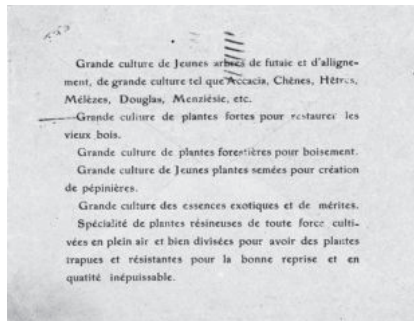 Grande culture de Jeunes arbres de futaie et d'alligne-
ment, de grande culture tel que Accacia, Chênes, Hêtres,
Mélèzes, Douglas, Menziésie, etc.
Grande culture de plantes fortes pour restaurer les
vieux bois.
Grande culture de plantes forestières pour boisement.
Grande culture de Jeunes plantes semées pour création
de pépinières.
Grande culture des essences exotiques et de mérites.
Spécialité de plantes résineuses de toute force culti-
vées en plein air et bien divisées pour avoir des plantes
trapues et résistantes pour la bonne reprise et en
quatité inépuissable.